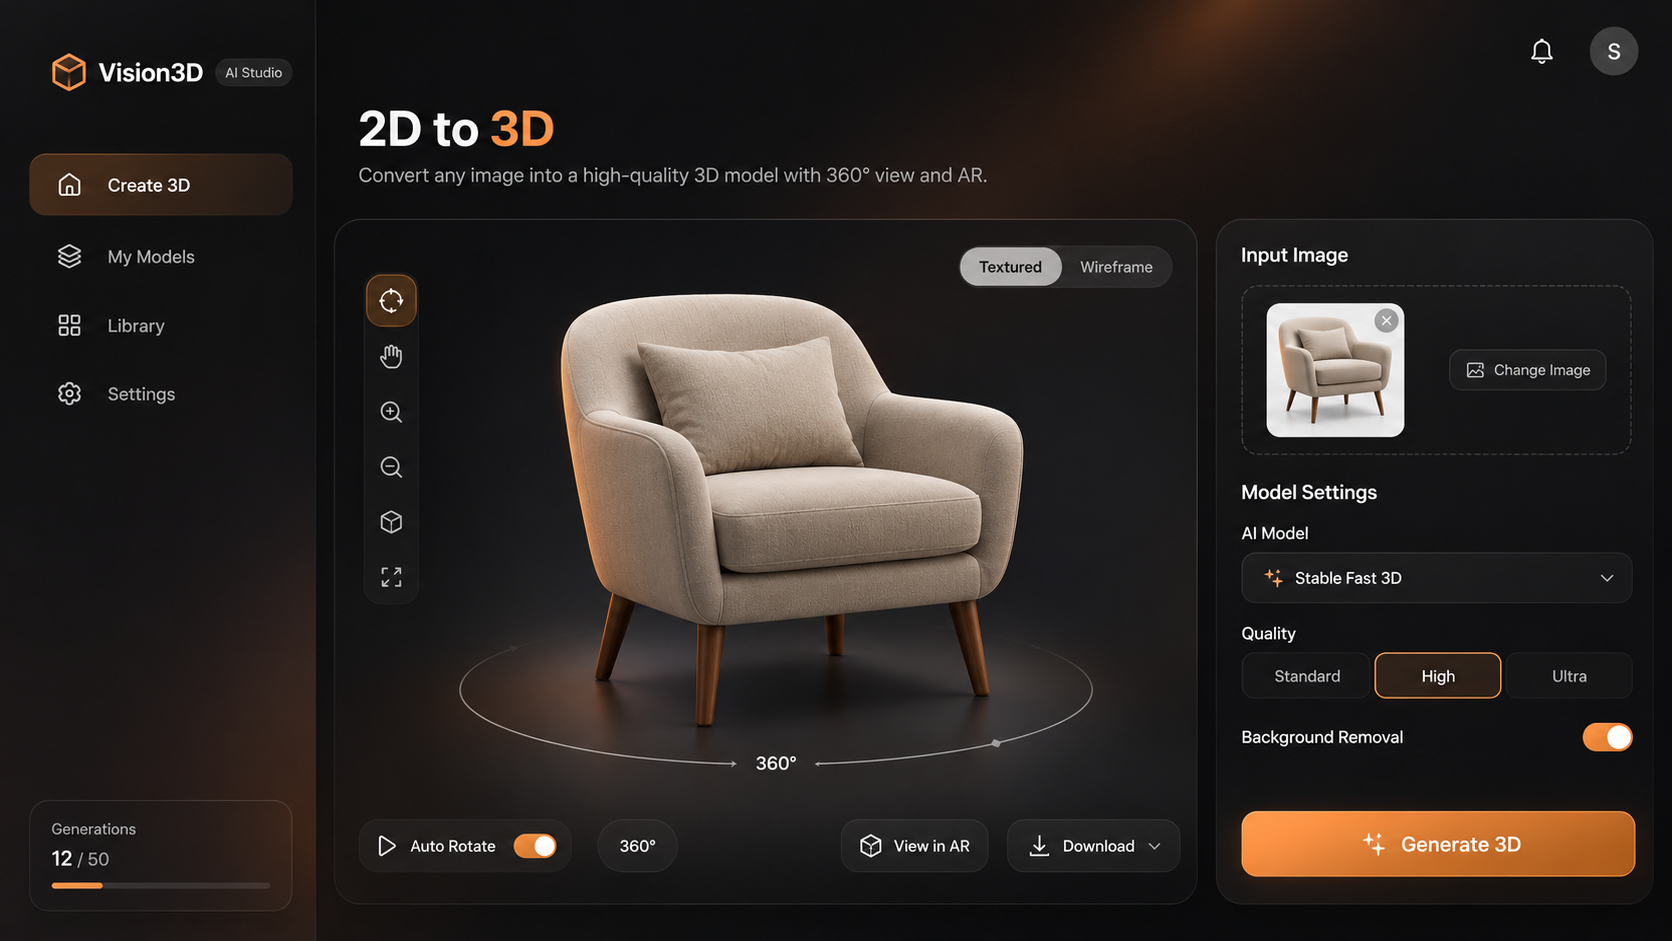 Vision3D
AI Studio
S
Create 3D
My Models
Library
Settings
Generations
12 / 50
2D to 3D
Convert any image into a high-quality 3D model with 360° view and AR.
Textured
Wireframe
360°
Auto Rotate
360°
View in AR
Download
Input Image
Change Image
Model Settings
AI Model
Stable Fast 3D
Quality
Standard
High
Ultra
Background Removal
Generate 3D